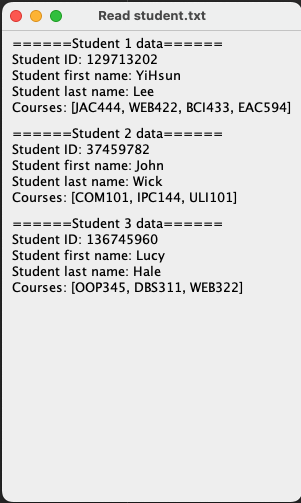 Read student.txt
======Student 1 data======
Student ID: 129713202
Student first name: YiHsun
Student last name: Lee
Courses: [JAC444, WEB422, BCI433, EAC594]
======Student 2 data======
Student ID: 37459782
Student first name: John
Student last name: Wick
Courses: [COM101, IPC144, ULI101]
======Student 3 data======
Student ID: 136745960
Student first name: Lucy
Student last name: Hale
Courses: [OOP345, DBS311, WEB322]